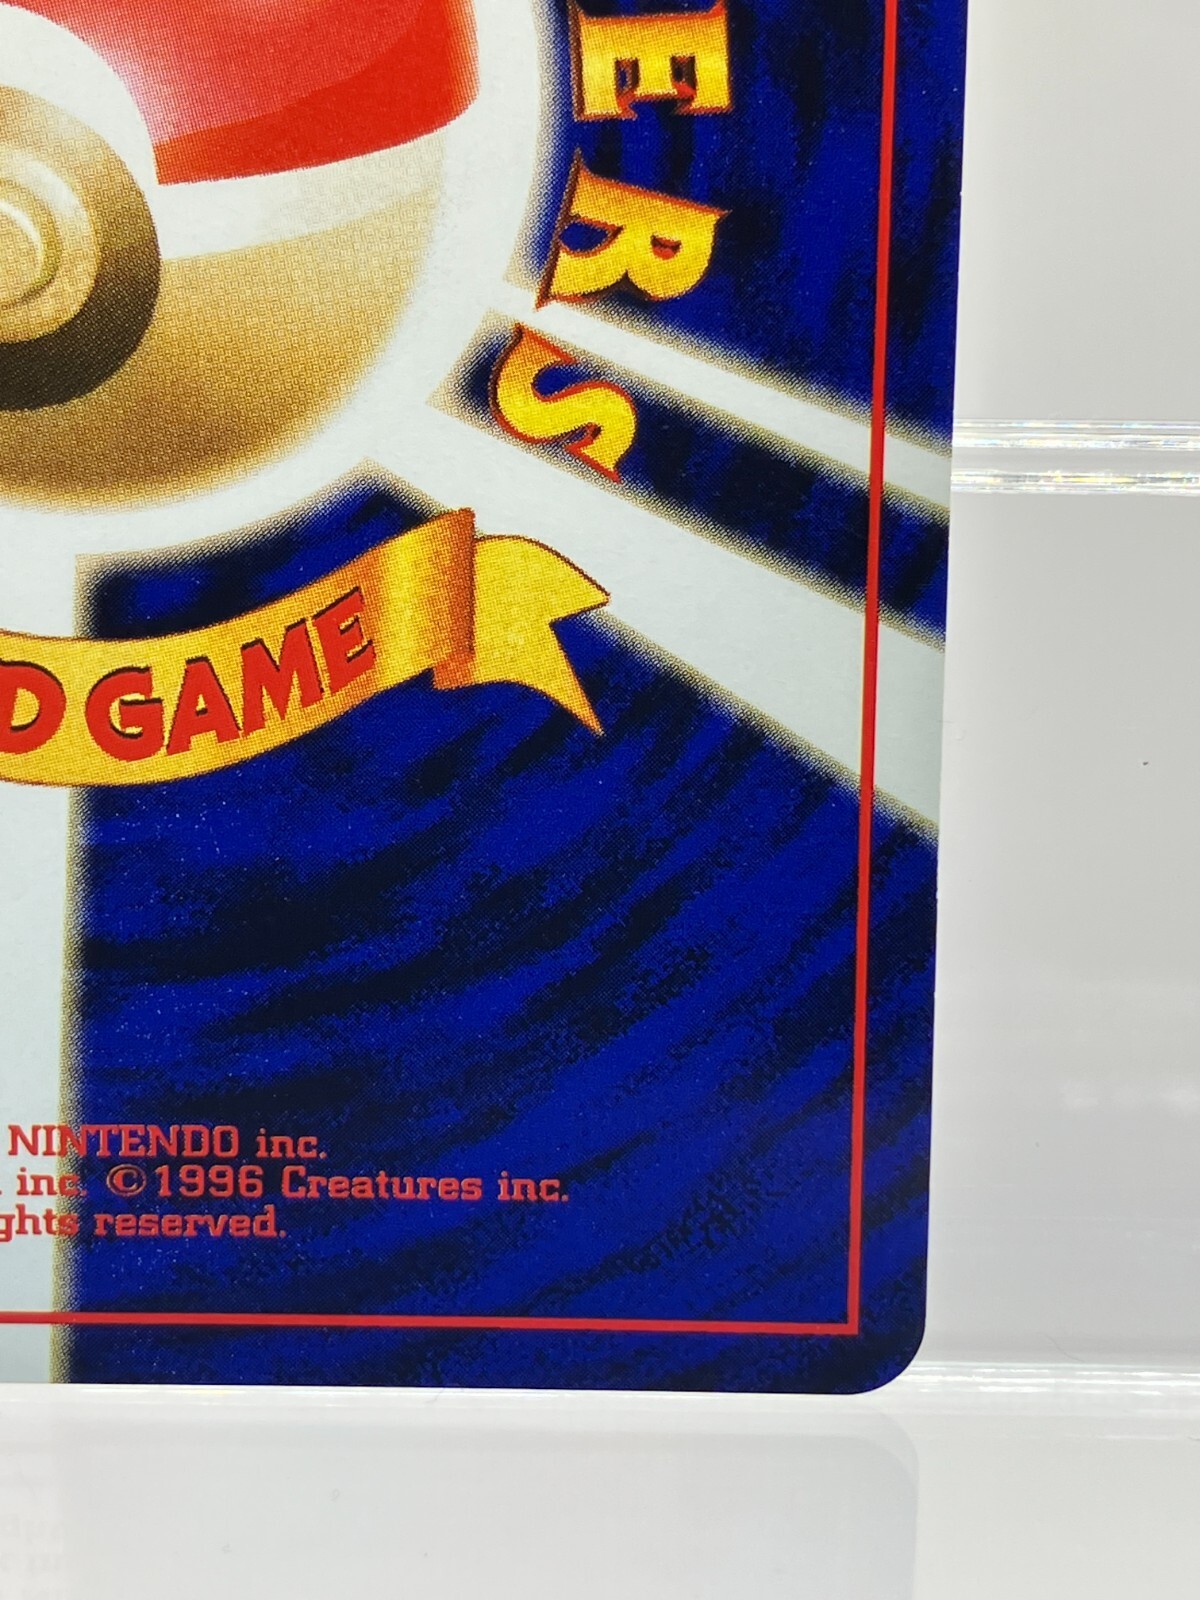 ERS
D GAME
NINTENDO inc.
inc. ©1996 Creatures inc.
ghts reserved.